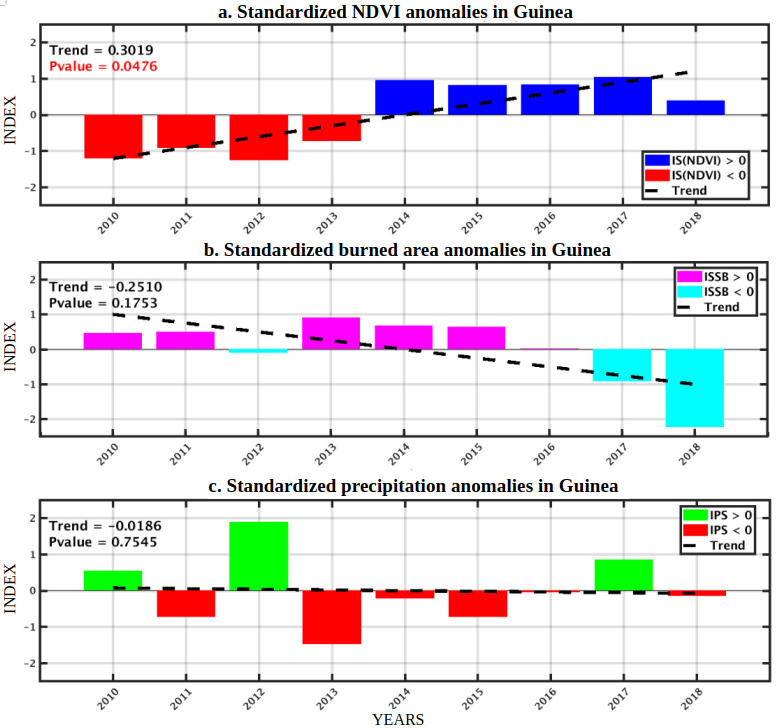 a. Standardized NDVI anomalies in Guinea
Trend = 0.3019
Pvalue = 0.0476
2
1
0
-1
-2
INDEX
IS(NDVI) > 0
IS(NDVI) < 0
Trend
2010 2011 2012 2013 2014 2015 2016 2017 2018
b. Standardized burned area anomalies in Guinea
Trend = -0.2510
Pvalue = 0.1753
2
1
0
-1
-2
INDEX
ISSB > 0
ISSB < 0
Trend
2010 2011 2012 2013 2014 2015 2016 2017 2018
c. Standardized precipitation anomalies in Guinea
Trend = -0.0186
Pvalue = 0.7545
2
1
0
-1
-2
INDEX
IPS > 0
IPS < 0
Trend
2010 2011 2012 2013 2014 2015 2016 2017 2018
YEARS